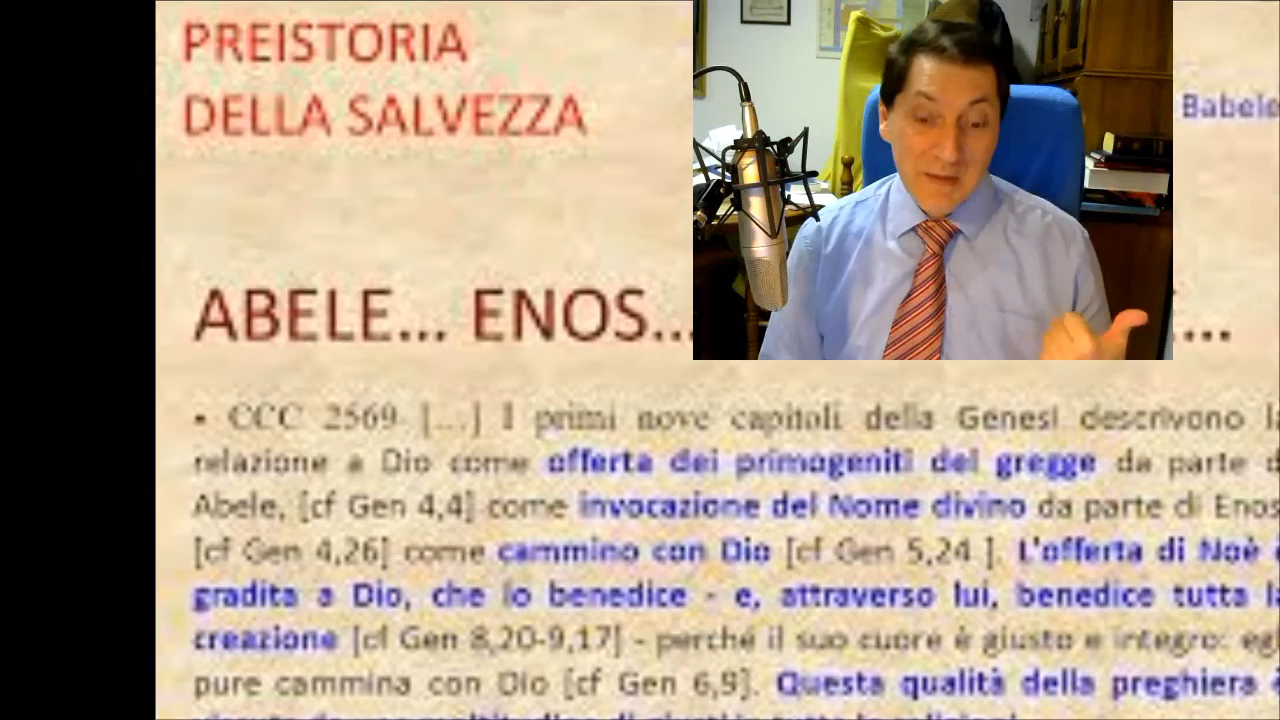 PREISTORIA
DELLA SALVEZZA
Babele
ABELE... ENOS... ...
• CCC 2569 [...] I primi nove capitoli della Genesi descrivono
relazione a Dio come offerta dei primogeniti del gregge da parte
Abele, [cf Gen 4,4] come invocazione del Nome divino da parte di Enos
[cf Gen 4,26] come cammino con Dio [cf Gen 5,24 ]. L'offerta di Noè
gradita a Dio, che lo benedice - e, attraverso lui, benedice tutta
creazione [cf Gen 8,20-9,17] - perché il suo cuore è giusto e integro:
pure cammina con Dio [cf Gen 6,9]. Questa qualità della preghiera